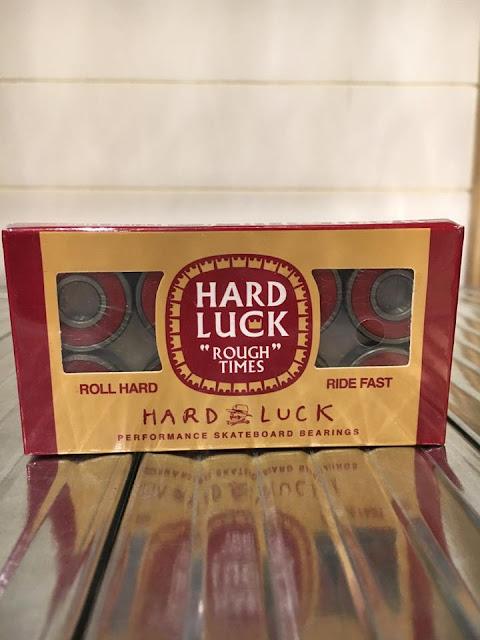 HARD
LUCK
"ROUGH"
TIMES
ROLL HARD
RIDE FAST
HARD LUCK
PERFORMANCE SKATEBOARD BEARINGS